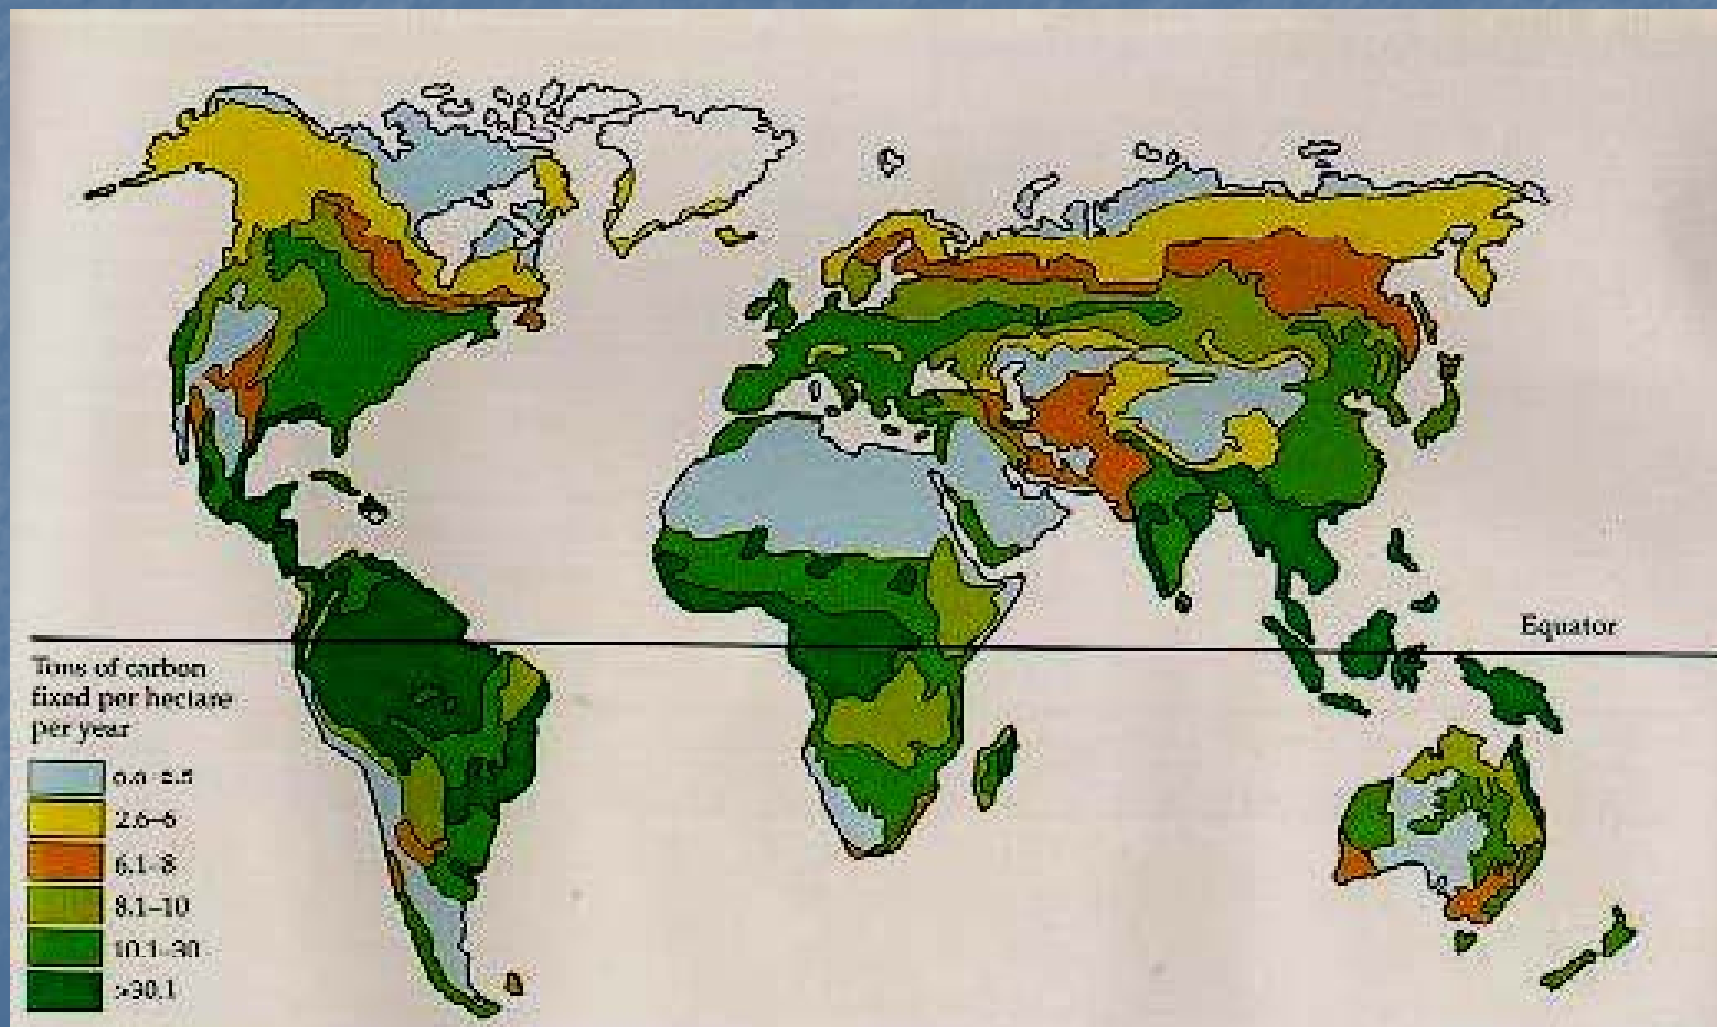 Equator
Tons of carbon
fixed per hectare
per year
2.6–6
6.1–8
8.1–10
10.1–30
>30.1